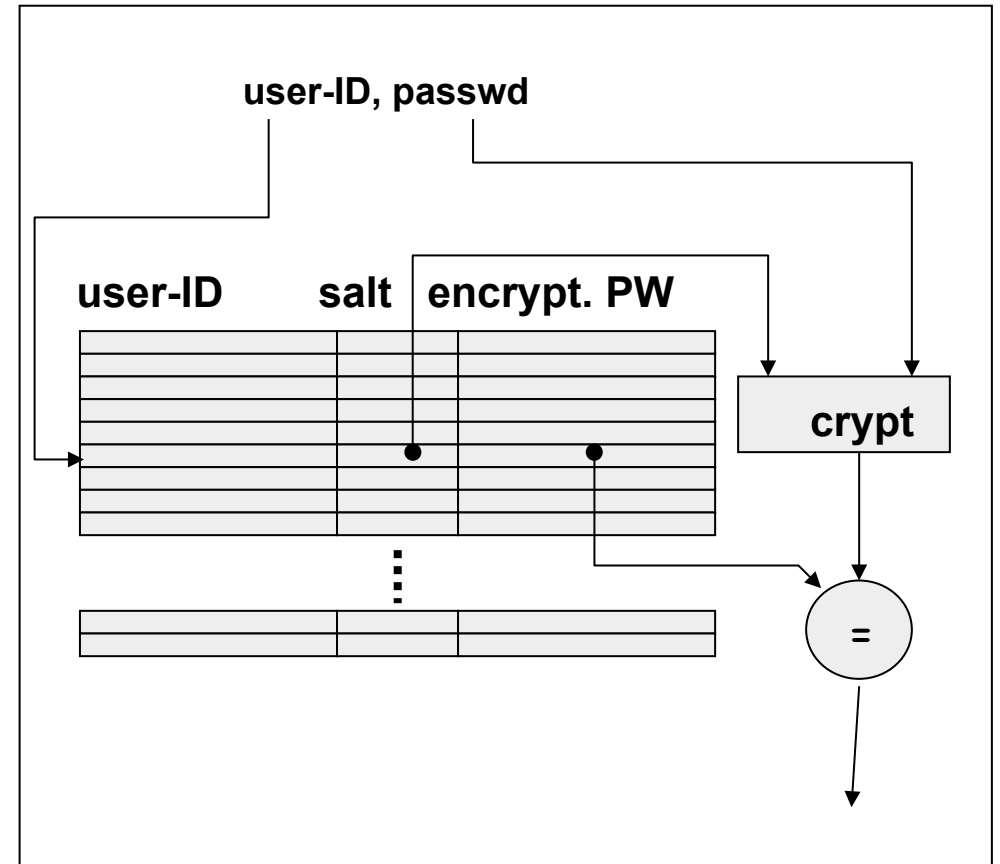 user-ID, passwd
user-ID salt encrypt. PW
crypt
=